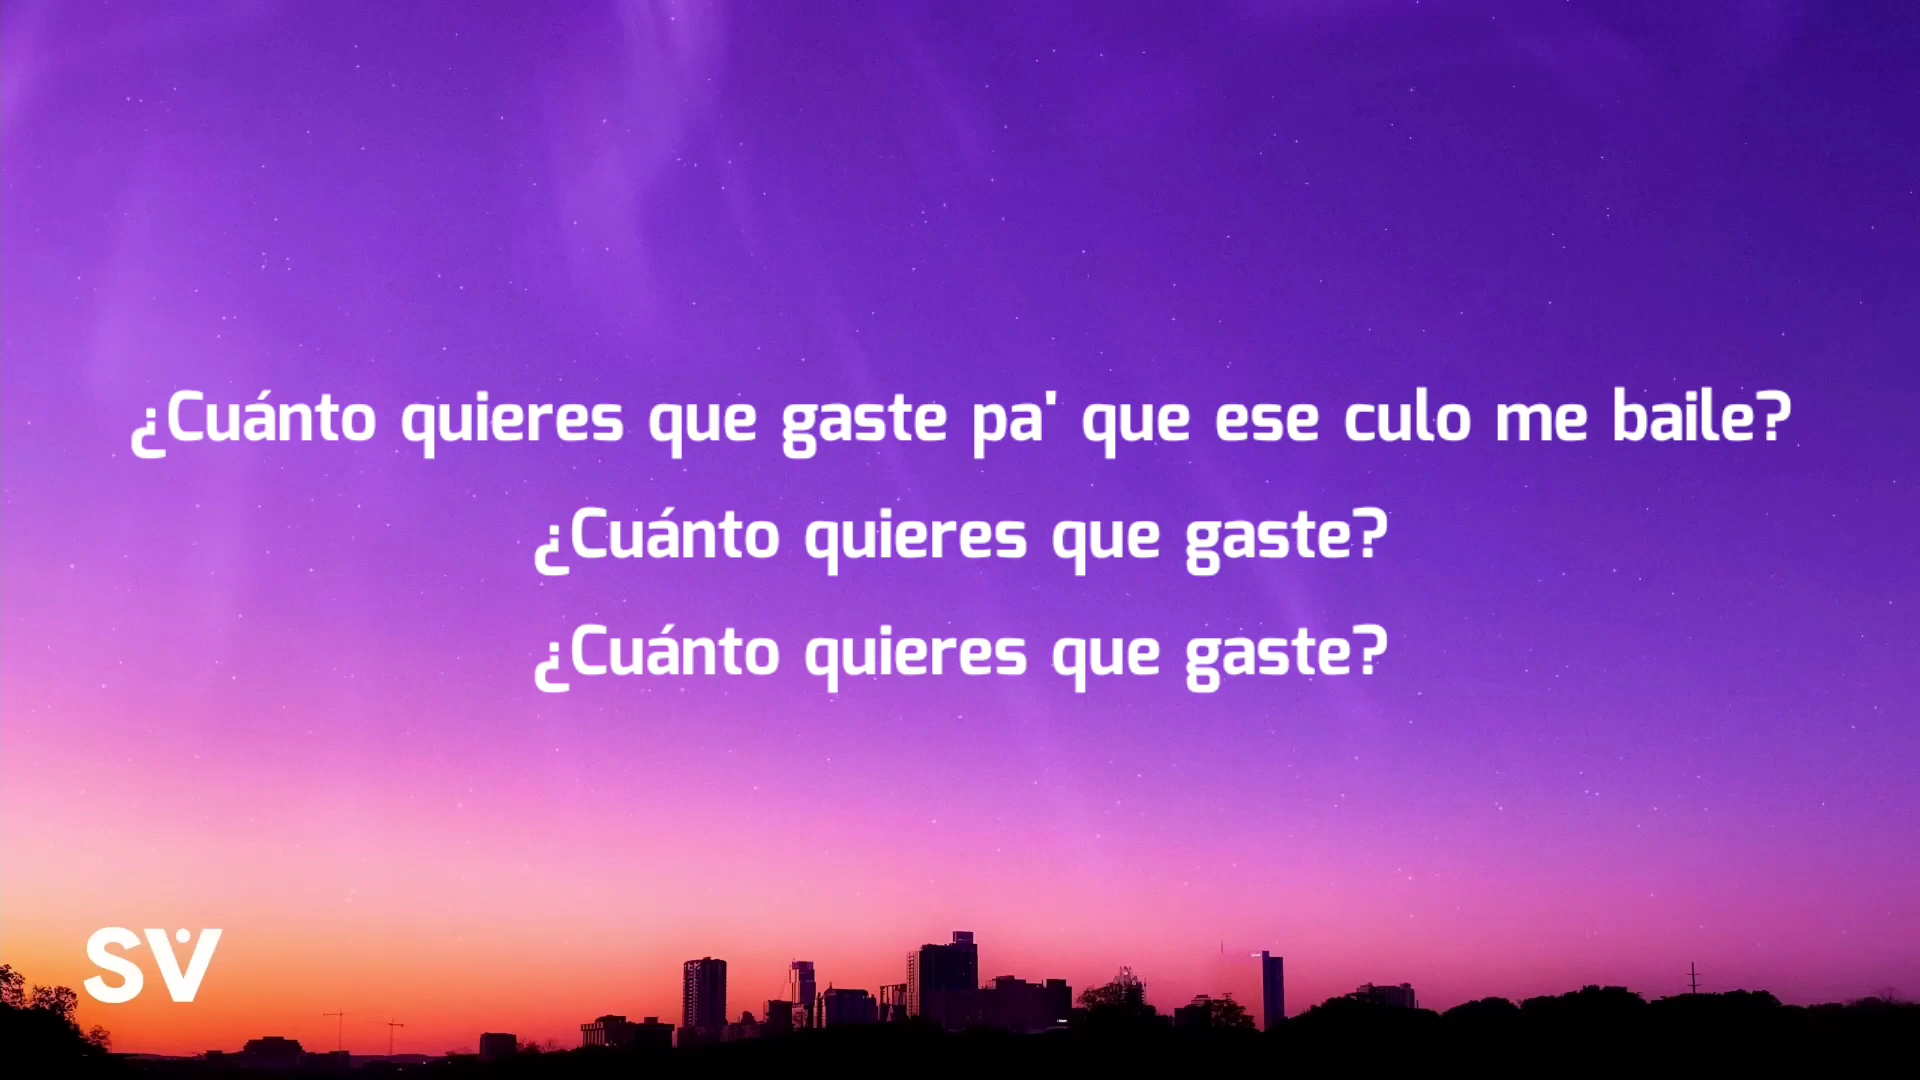 ¿Cuánto quieres que gaste pa' que ese culo me baile?
¿Cuánto quieres que gaste?
¿Cuánto quieres que gaste?
SV